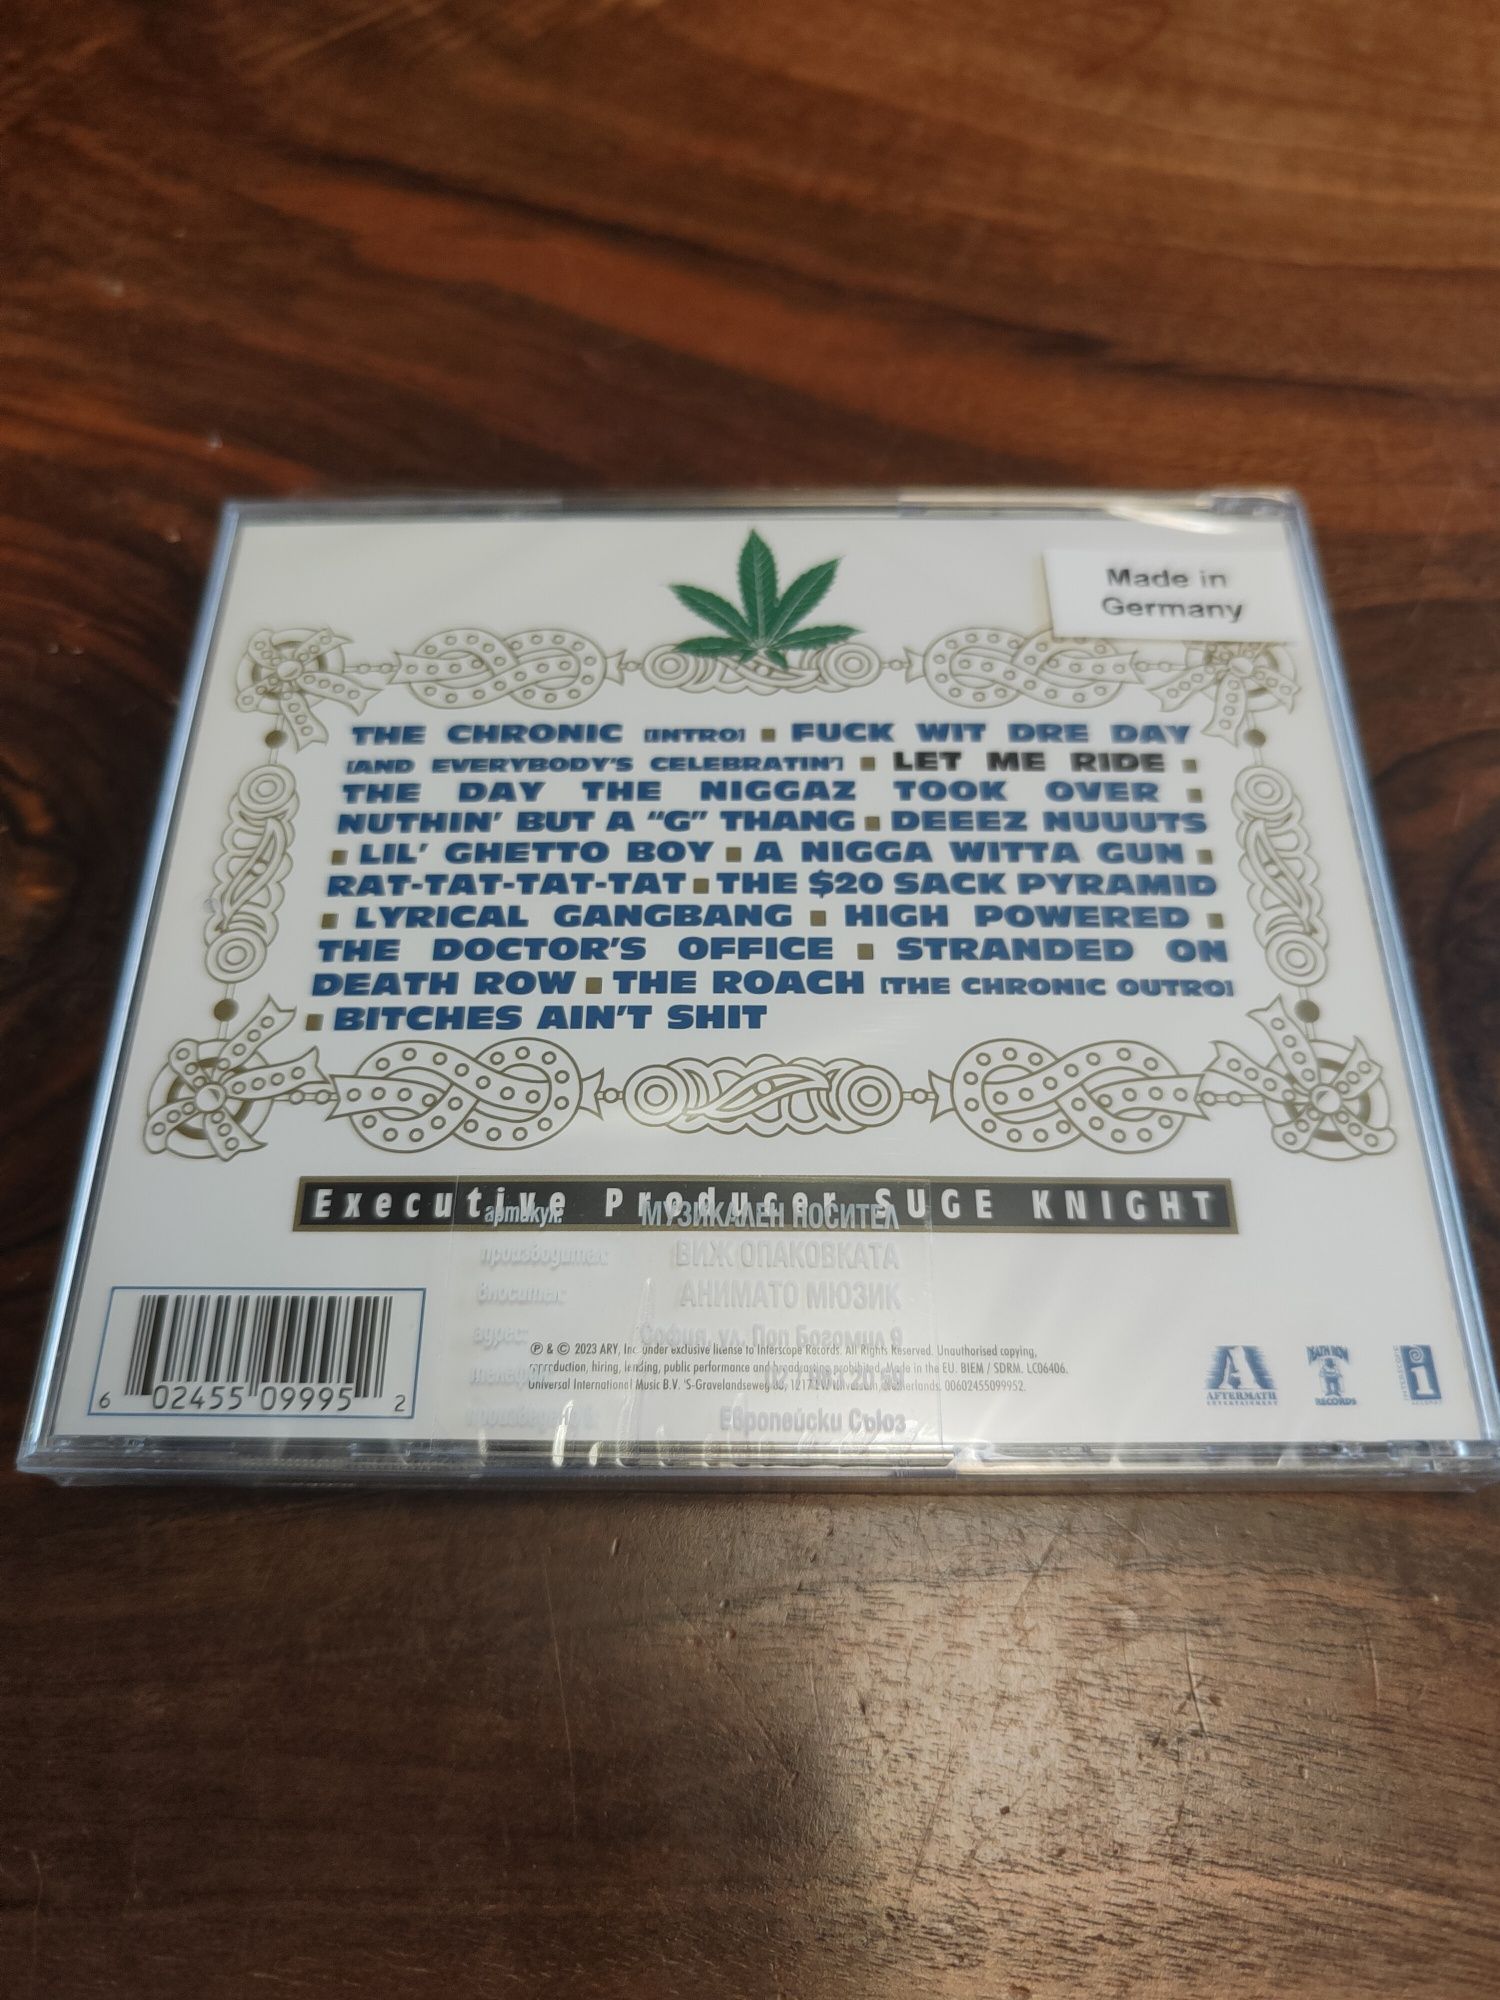 Made in
Germany
THE CHRONIC [INTRO] ■ FUCK WIT DRE DAY
[AND EVERYBODY'S CELEBRATIN'] ■ LET ME RIDE ■
THE DAY THE NIGGAZ TOOK OVER ■
NUTHIN' BUT A "G" THANG ■ DEEEZ NUUUTS
■ LIL' GHETTO BOY ■ A NIGGA WITTA GUN ■
RAT-TAT-TAT-TAT ■ THE $20 SACK PYRAMID
■ LYRICAL GANGBANG ■ HIGH POWERED ■
THE DOCTOR'S OFFICE ■ STRANDED ON
DEATH ROW ■ THE ROACH [THE CHRONIC OUTRO]
■ BITCHES AIN'T SHIT
Executive Producer SUGE KNIGHT
артикул: МУЗИКАЛЕН НОСИТЕЛ
производител: ВИЖ ОПАКОВКАТА
вносител: АНИМАТО МЮЗИК
адрес: София, ул. Поп Богомил 9
телефон:
Европейски Съюз
℗ & © 2023 ARY, Inc. under exclusive license to Interscope Records. All Rights Reserved. Unauthorised copying,
reproduction, hiring, lending, public performance and broadcasting prohibited. Made in the EU. BIEM / SDRM. LC06406.
Universal International Music B.V. 'S-Gravelandseweg 80, 1217 EW Hilversum, Netherlands. 00602455099952.
6 02455 09995 2
AFTERMATH
ENTERTAINMENT
DEATH ROW
RECORDS
INTERSCOPE
RECORDS